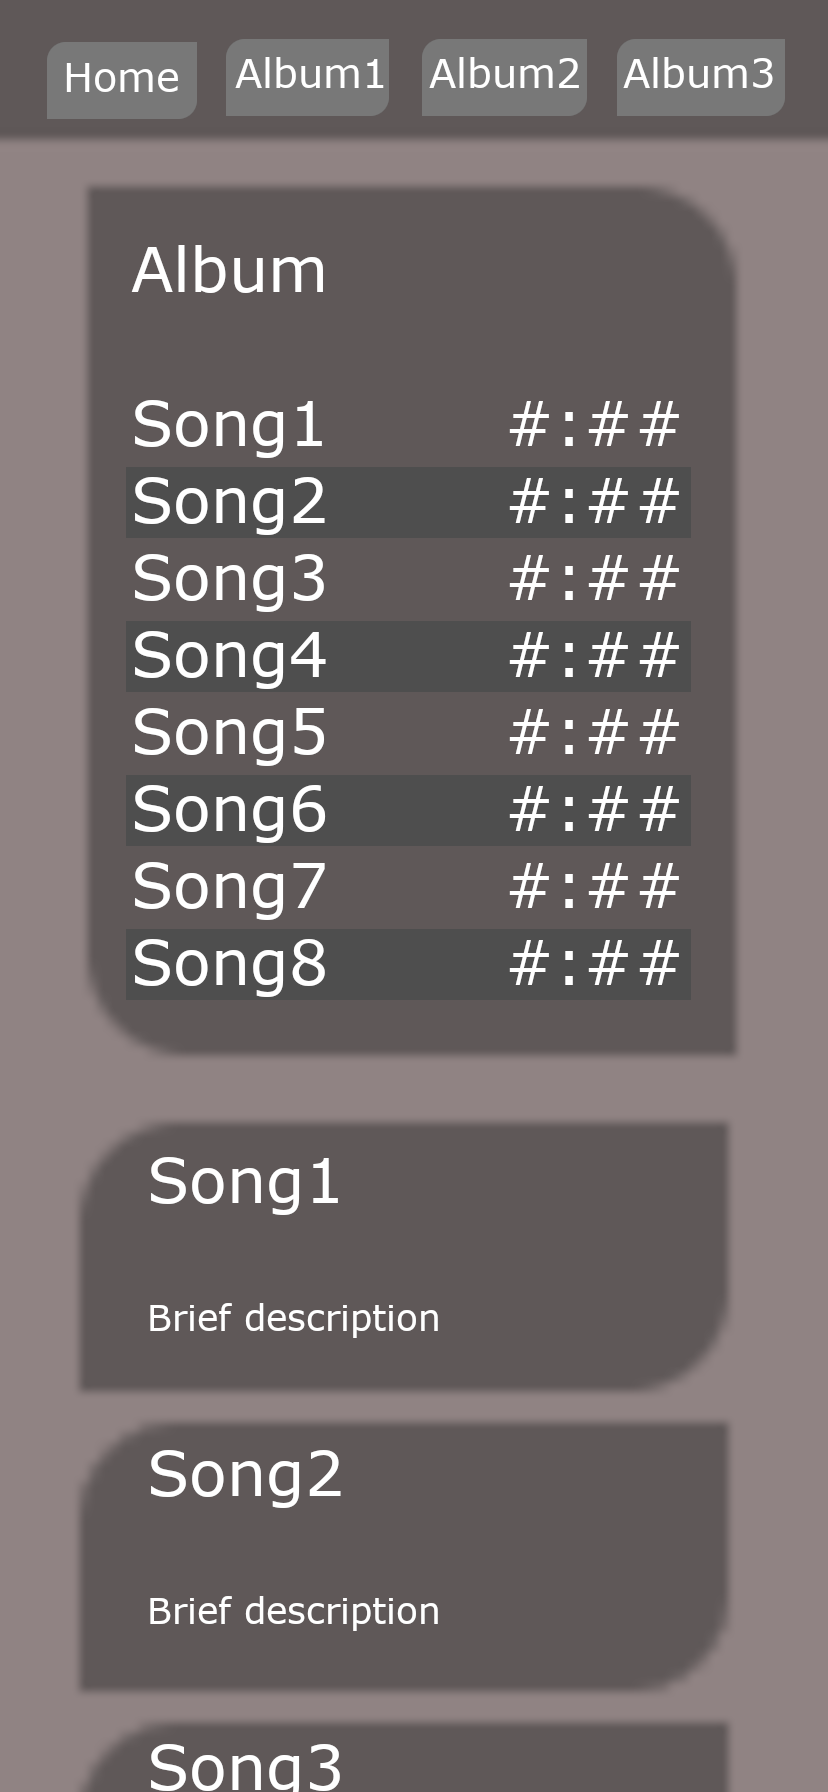 Home Album1 Album2 Album3
Album
Song1 #:##
Song2 #:##
Song3 #:##
Song4 #:##
Song5 #:##
Song6 #:##
Song7 #:##
Song8 #:##
Song1
Brief description
Song2
Brief description
Song3